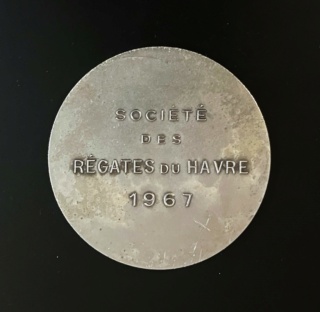 SOCIÉTÉ
DES
RÉGATES DU HAVRE
1967